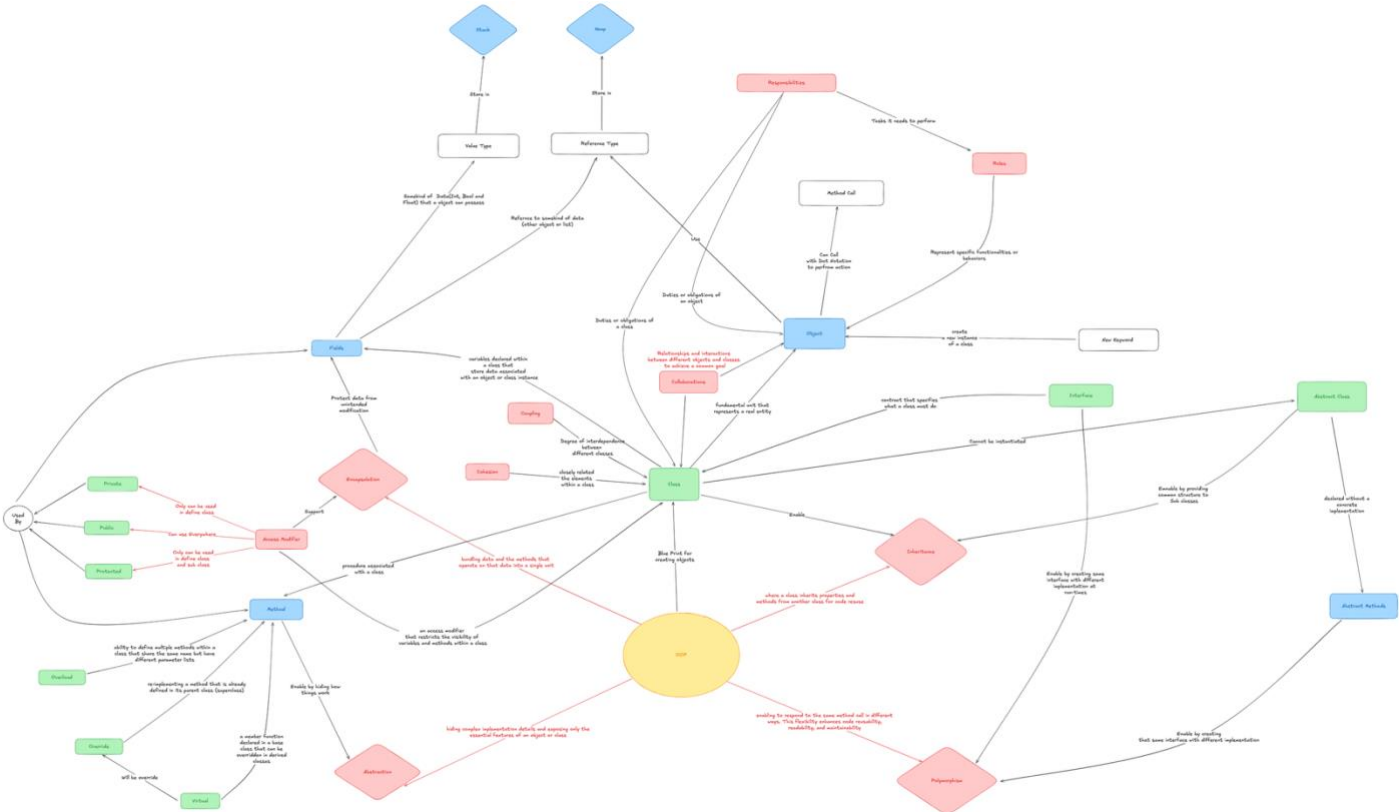 Stack
Heap
Store in
Store in
Value Type
Reference Type
Responsibilities
Tasks it needs to perform
Roles
Method Call
Somekind of Data(Int, Bool and
Float) that a object can possess
Reference to somekind of data
(other object or list)
Use
Can Call
with Dot Notation
to perfrom action
Represent specific functionalities or
behaviors
Duties or obligations of
an object
Duties or obligations of
a class
Object
create
a new instance
of a class
New Keyword
Fields
variables declared within
a class that
store data associated
with an object or class instance
Relationships and interactions
between different objects and classes
to achieve a common goal
Collaborations
Protect data from
unintended
modification
Coupling
fundamental unit that
represents a real entity
contract that specifies
what a class must do
Interface
Abstract Class
Degree of interdependence
between
different classes
Cannot be instantiated
Cohesion
closely related
the elements
within a class
Class
Encapsulation
Private
Only can be used
in define class
Support
Enable
Eanable by providing
common structure to
Sub classes
declared without a
concrete
implementation
Used
By
Public
Can use Everywhere
Access Modifier
Protected
Only can be used
in define class
and sub class
bundling data and the methods that
operate on that data into a single unit
Blue Print for
creating objects
Inheritance
procedure associated
with a class
Enable by creating same
interface with different
implementation at
where a class inherits properties and
methods from another class for code resuse
Method
Abstract Methods
an access modifier
that restricts the visibility of
variables and methods within a class
ability to define multiple methods within a
class that share the same name but have
different parameter lists
OOP
Overload
re-implementing a method that is already
defined in its parent class (superclass)
Enable by hiding how
things work
hiding complex implementation details and exposing only the
essential features of an object or class
enabling to respond to the same method call in different
ways. This flexibility enhances code reusability,
readability, and maintainability
Override
a member function
declared in a base
class that can be
overridden in derived
classes
Enable by creating
that same interface with different implementation
Will be override
Abstraction
Polymorphism
Virtual